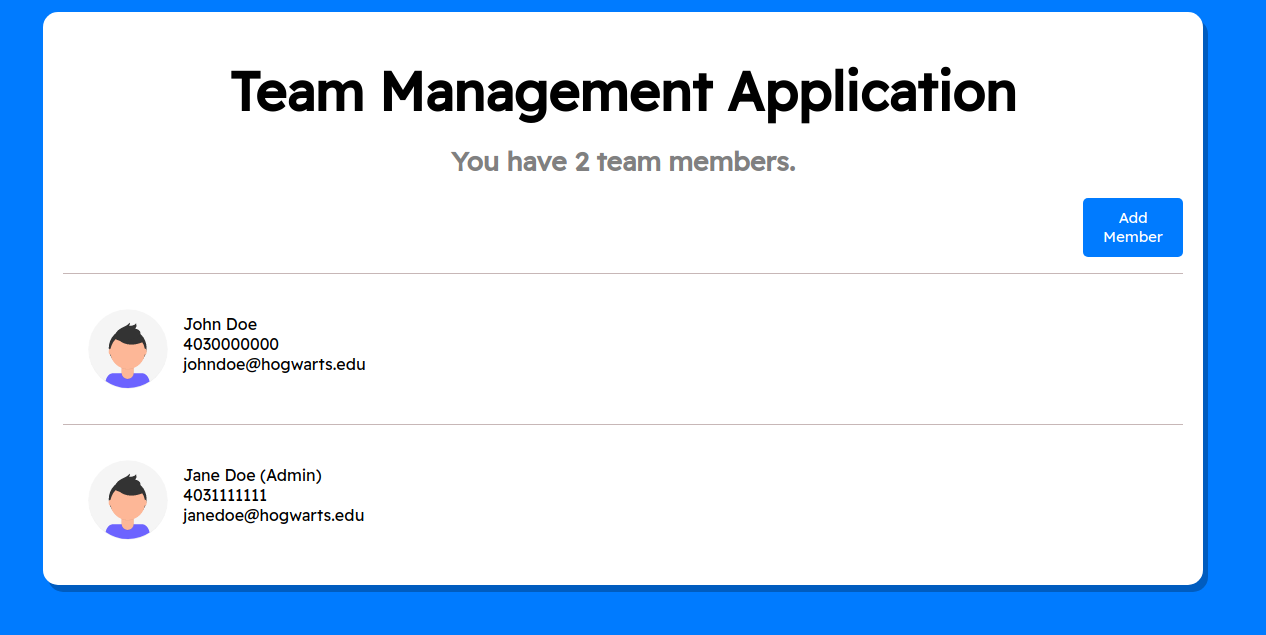 Team Management Application
You have 2 team members.
Add
Member
John Doe
4030000000
johndoe@hogwarts.edu
Jane Doe (Admin)
4031111111
janedoe@hogwarts.edu